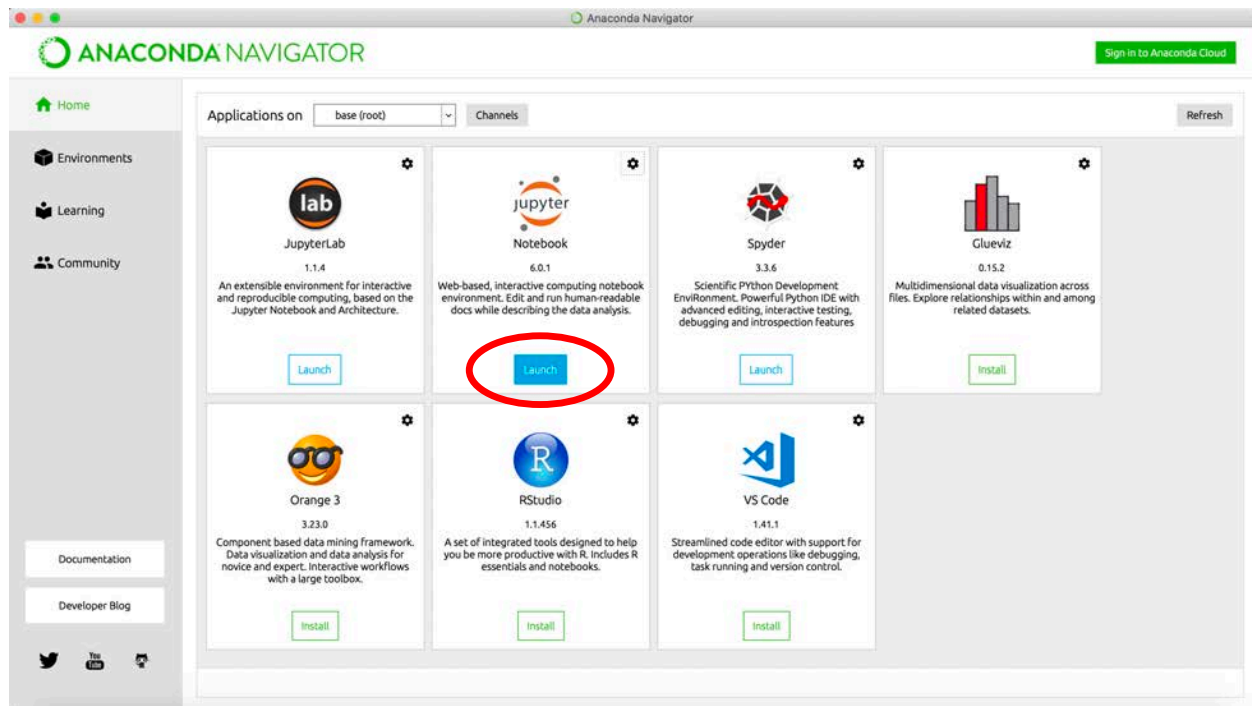 Anaconda Navigator
ANACONDA NAVIGATOR
Sign in to Anaconda Cloud
Home
Environments
Learning
Community
Documentation
Developer Blog
You
Tube
Applications on
base (root)
Channels
Refresh
lab
JupyterLab
1.1.4
An extensible environment for interactive
and reproducible computing, based on the
Jupyter Notebook and Architecture.
Launch
jupyter
Notebook
6.0.1
Web-based, interactive computing notebook
environment. Edit and run human-readable
docs while describing the data analysis.
Launch
Spyder
3.3.6
Scientific PYthon Development
EnviRonment. Powerful Python IDE with
advanced editing, interactive testing,
debugging and introspection features
Launch
Glueviz
0.15.2
Multidimensional data visualization across
files. Explore relationships within and among
related datasets.
Install
Orange 3
3.23.0
Component based data mining framework.
Data visualization and data analysis for
novice and expert. Interactive workflows
with a large toolbox.
Install
R
RStudio
1.1.456
A set of integrated tools designed to help
you be more productive with R. Includes R
essentials and notebooks.
Install
VS Code
1.41.1
Streamlined code editor with support for
development operations like debugging,
task running and version control.
Install